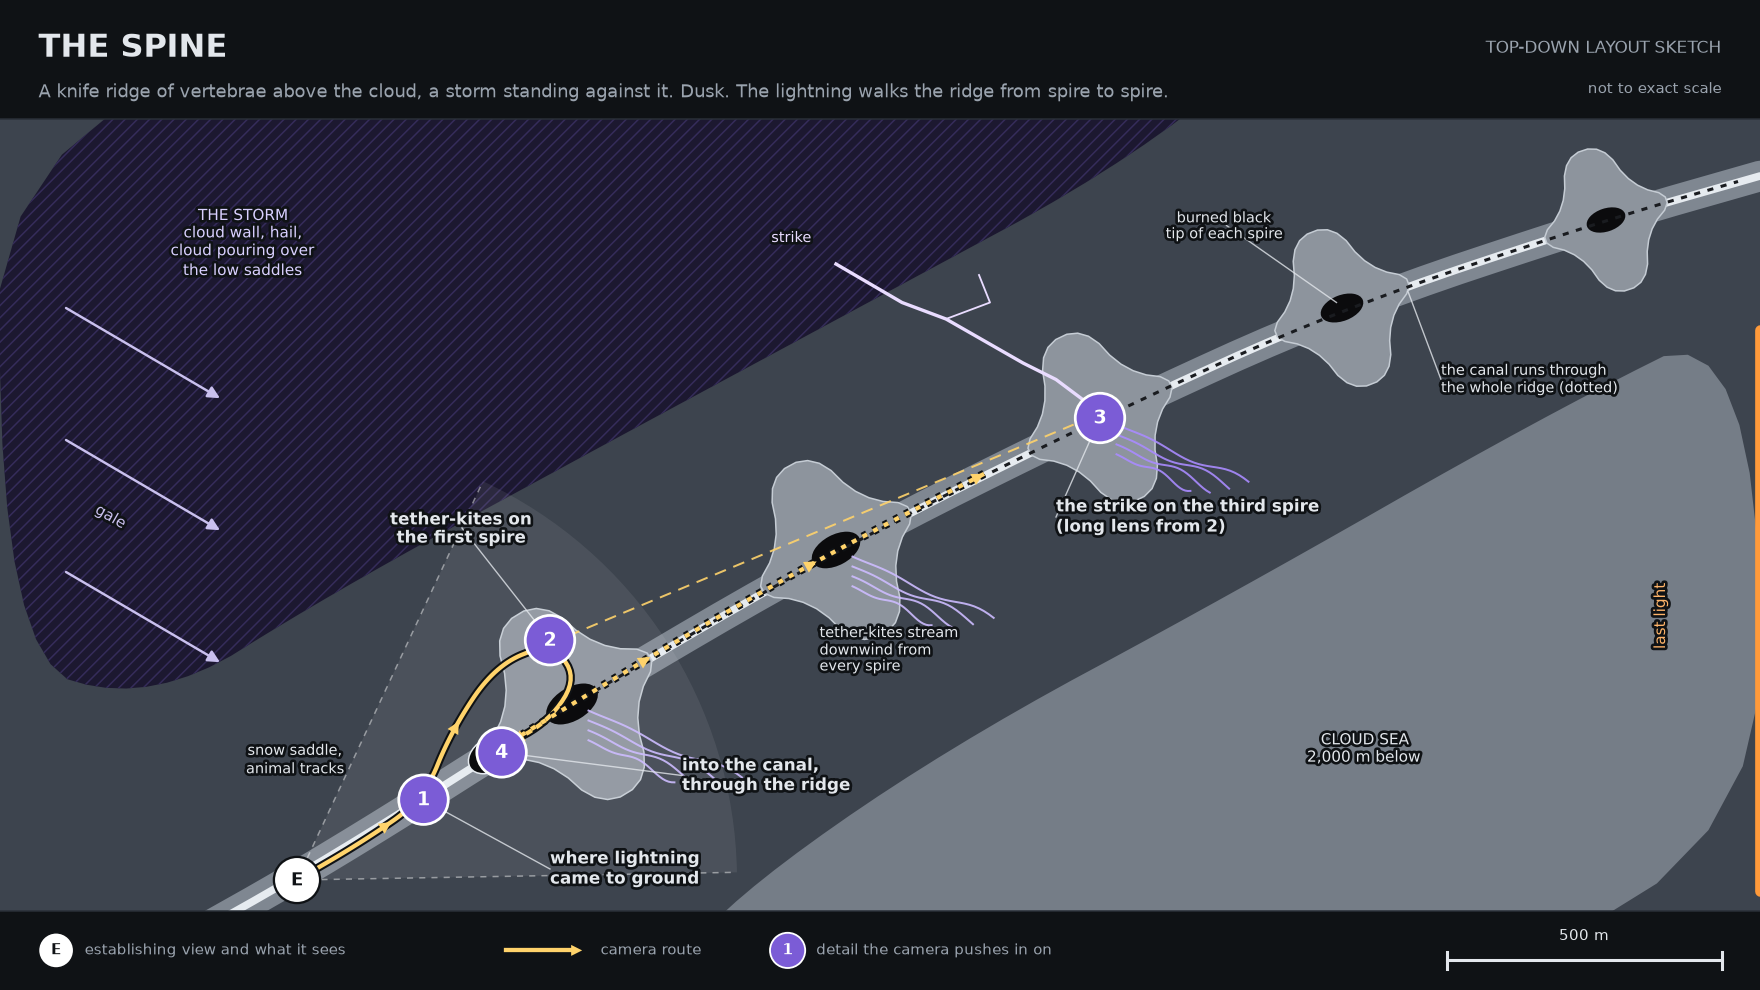 THE SPINE
TOP-DOWN LAYOUT SKETCH
A knife ridge of vertebrae above the cloud, a storm standing against it. Dusk. The lightning walks the ridge from spire to spire.
not to exact scale
THE STORM
cloud wall, hail,
cloud pouring over
the low saddles
strike
burned black
tip of each spire
the canal runs through
the whole ridge (dotted)
3
gale
tether-kites on
the first spire
the strike on the third spire
(long lens from 2)
2
tether-kites stream
downwind from
every spire
last light
snow saddle,
animal tracks
4
into the canal,
through the ridge
CLOUD SEA
2,000 m below
1
where lightning
came to ground
E
E
establishing view and what it sees
camera route
1
detail the camera pushes in on
500 m